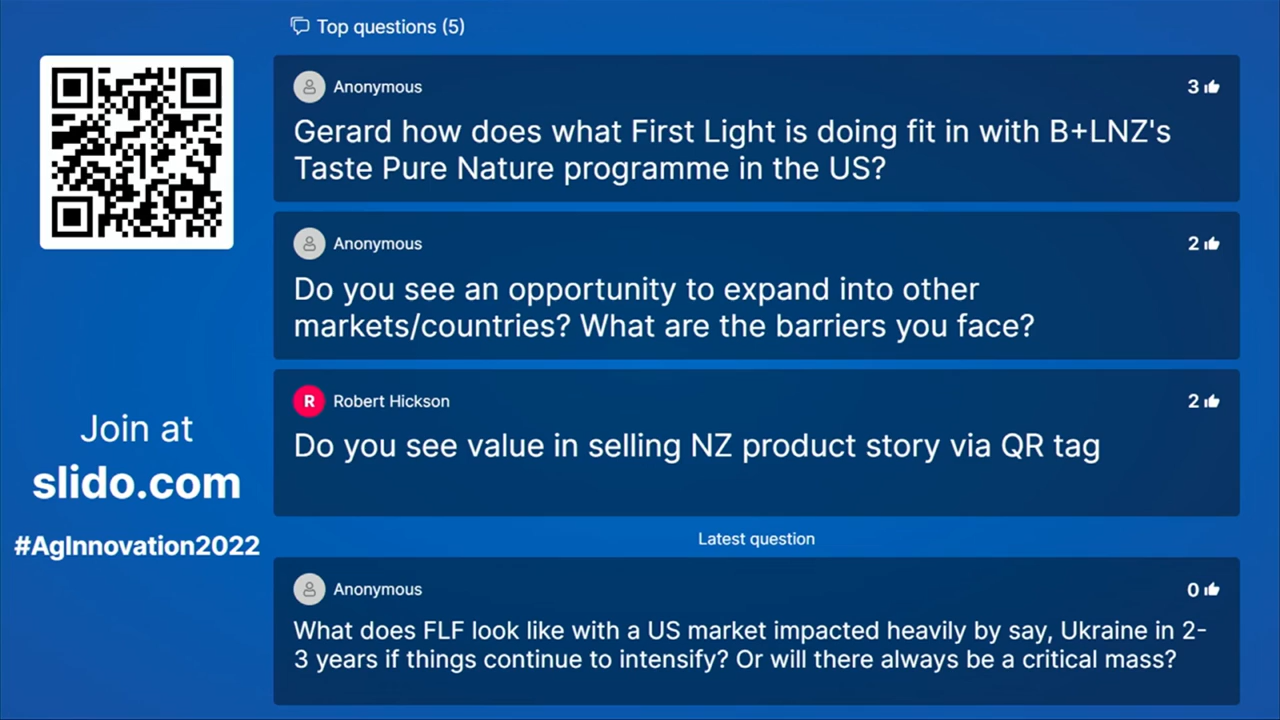 Top questions (5)
Anonymous
3
Gerard how does what First Light is doing fit in with B+LNZ's
Taste Pure Nature programme in the US?
Anonymous
2
Do you see an opportunity to expand into other
markets/countries? What are the barriers you face?
R
Robert Hickson
2
Do you see value in selling NZ product story via QR tag
Join at
slido.com
#AgInnovation2022
Latest question
Anonymous
0
What does FLF look like with a US market impacted heavily by say, Ukraine in 2-
3 years if things continue to intensify? Or will there always be a critical mass?